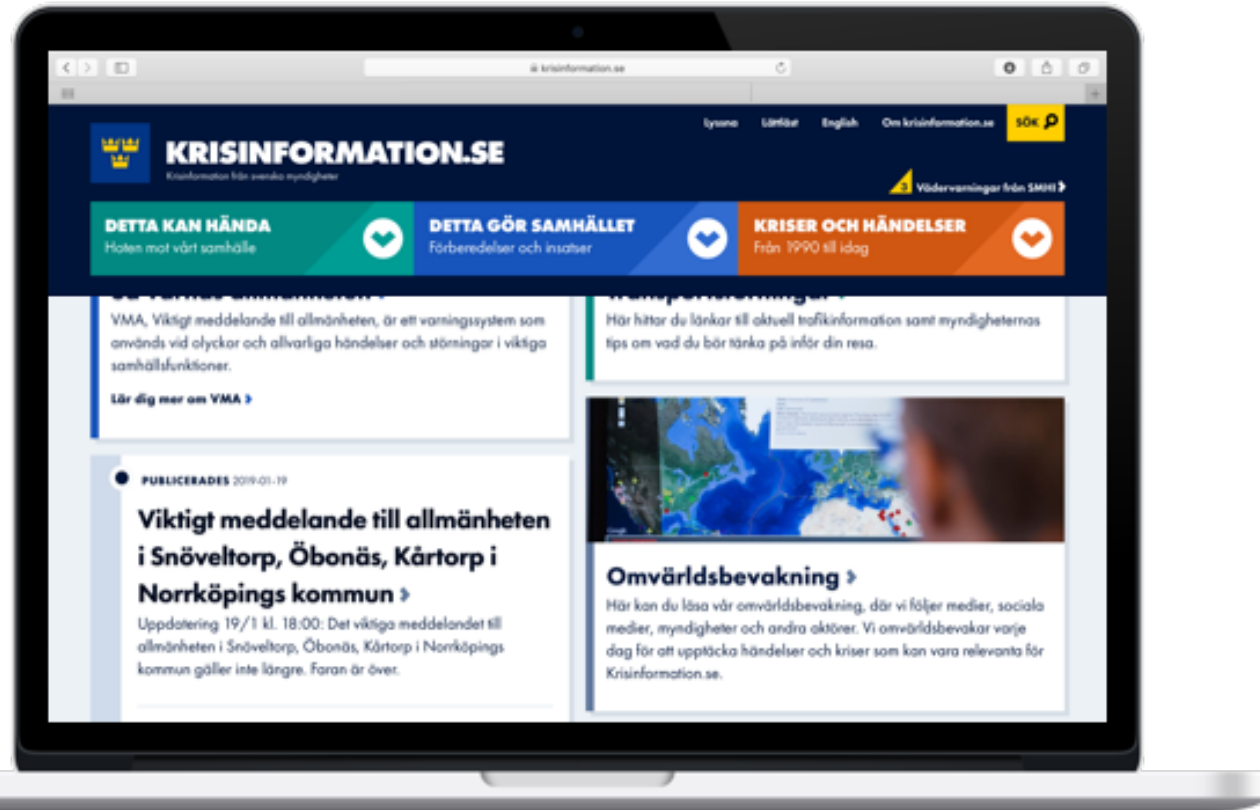 krisinformation.se
Lyssna
Lättläst
English
Om krisinformation.se
SÖK
KRISINFORMATION.SE
Krisinformation från svenska myndigheter
3
Vädervarningar från SMHI
DETTA KAN HÄNDA
Hoten mot vårt samhälle
DETTA GÖR SAMHÄLLET
Förberedelser och insatser
KRISER OCH HÄNDELSER
Från 1990 till idag
VMA, Viktigt meddelande till allmänheten, är ett varningssystem som
används vid olyckor och allvarliga händelser och störningar i viktiga
samhällsfunktioner.
Lär dig mer om VMA
PUBLICERADES 2019-01-19
Viktigt meddelande till allmänheten
i Snöveltorp, Öbonäs, Kårtorp i
Norrköpings kommun
Uppdatering 19/1 kl. 18:00: Det viktiga meddelandet till
allmänheten i Snöveltorp, Öbonäs, Kårtorp i Norrköpings
kommun gäller inte längre. Faran är över.
Här hittar du länkar till aktuell trafikinformation samt myndigheternas
tips om vad du bör tänka på inför din resa.
Omvärldsbevakning
Här kan du läsa vår omvärldsbevakning, där vi följer medier, sociala
medier, myndigheter och andra aktörer. Vi omvärldsbevakar varje
dag för att upptäcka händelser och kriser som kan vara relevanta för
Krisinformation.se.